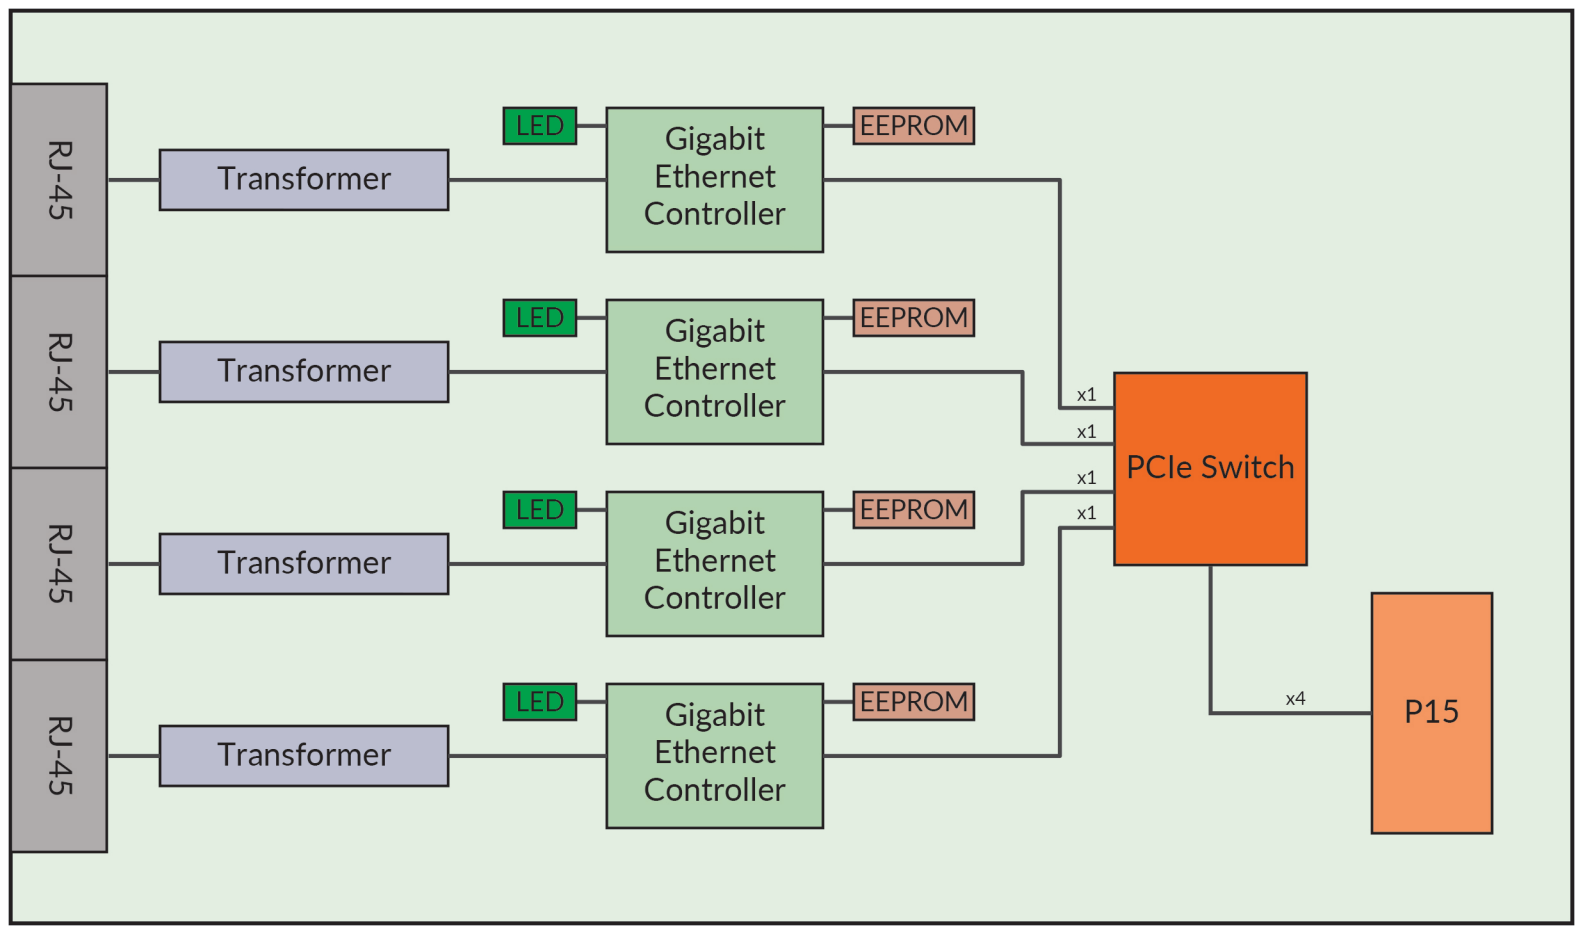 RJ-45
Transformer
LED
Gigabit
Ethernet
Controller
EEPROM
RJ-45
Transformer
LED
Gigabit
Ethernet
Controller
EEPROM
RJ-45
Transformer
LED
Gigabit
Ethernet
Controller
EEPROM
RJ-45
Transformer
LED
Gigabit
Ethernet
Controller
EEPROM
x1
x1
x1
x1
PCIe Switch
x4
P15